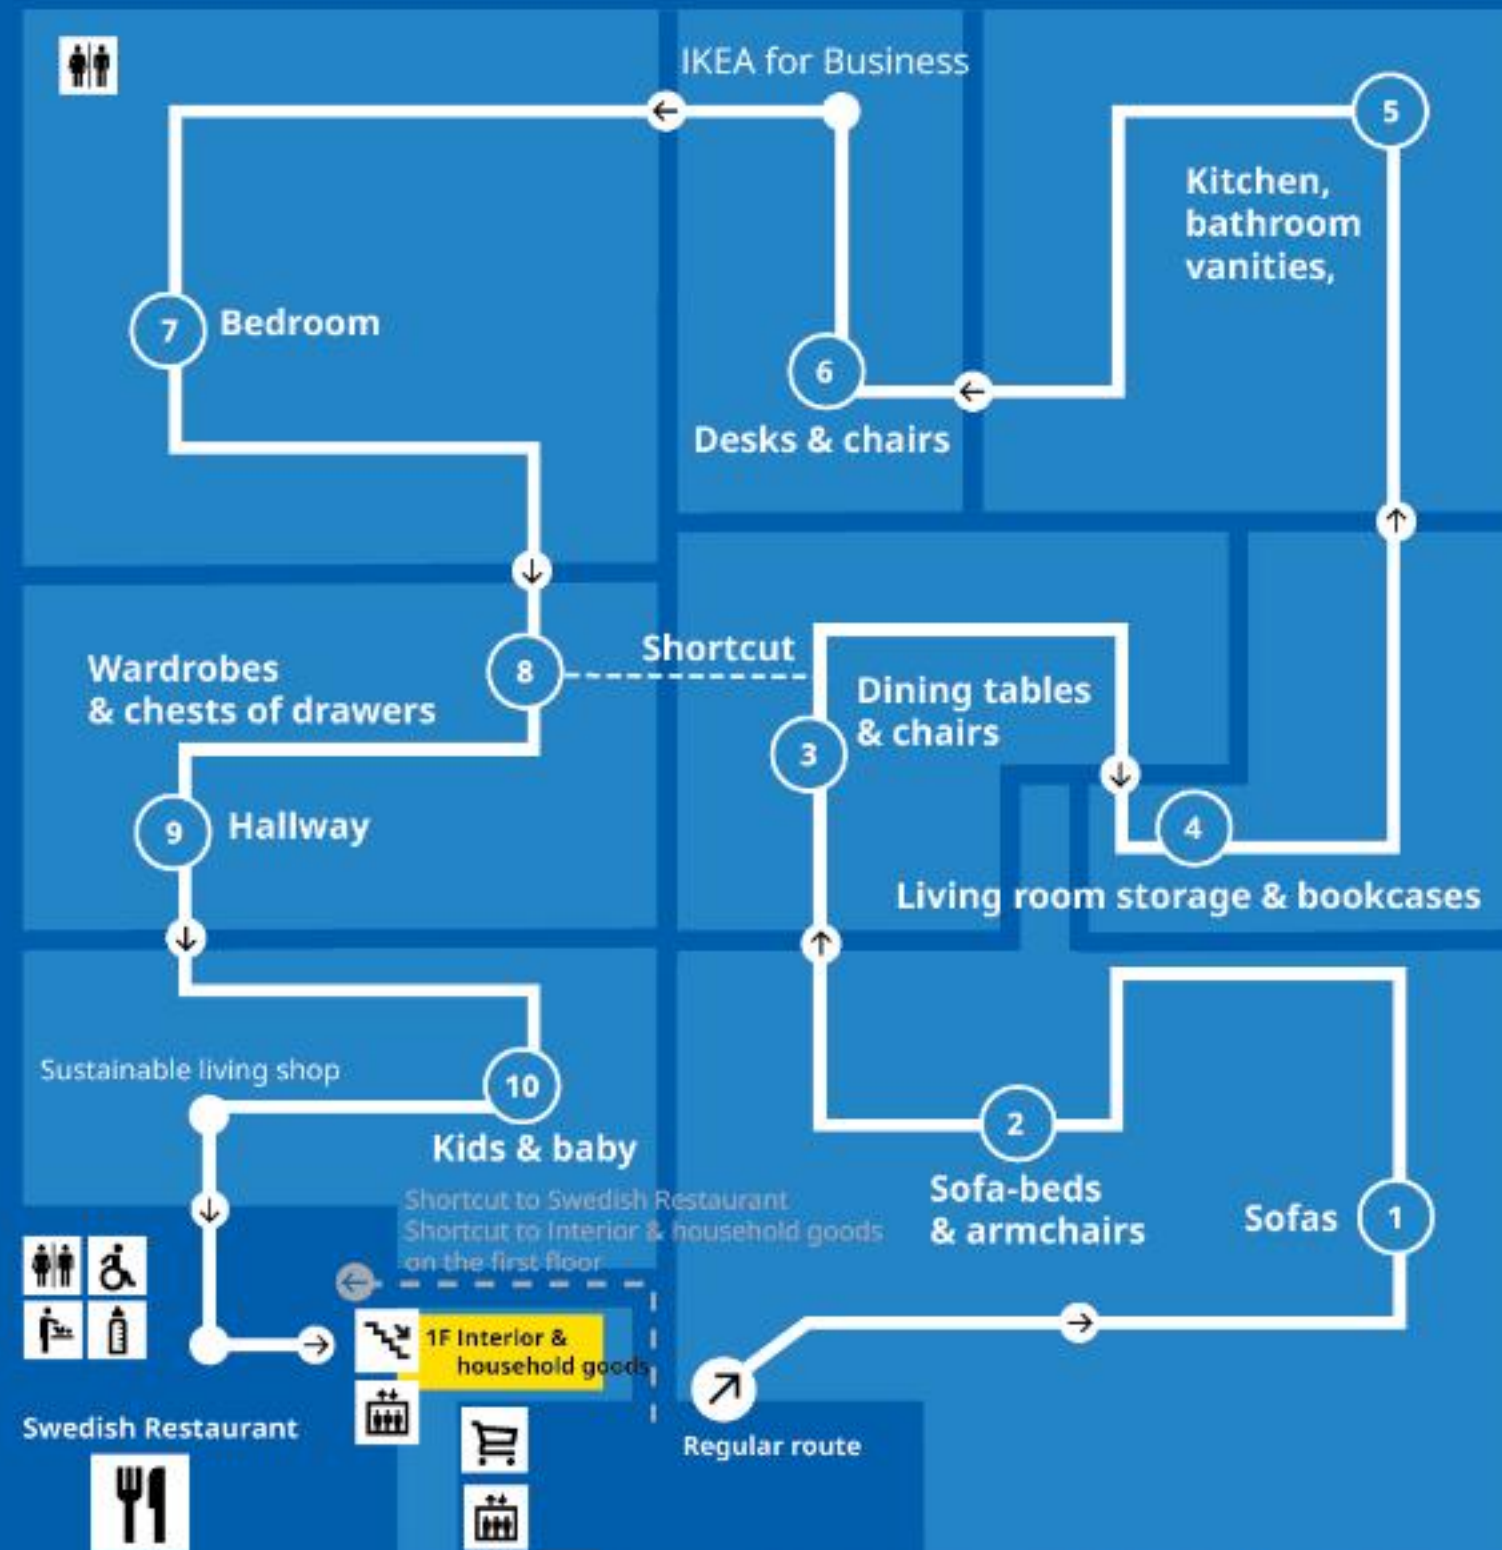 IKEA for Business
5
Kitchen,
bathroom
vanities,
7
Bedroom
6
Desks & chairs
Shortcut
Wardrobes
& chests of drawers
8
Dining tables
& chairs
3
9
Hallway
4
Living room storage & bookcases
Sustainable living shop
10
Kids & baby
2
Sofa-beds
& armchairs
Sofas
1
Shortcut to Swedish Restaurant
Shortcut to Interior & household goods
on the first floor
1F Interior &
household goods
Swedish Restaurant
Regular route